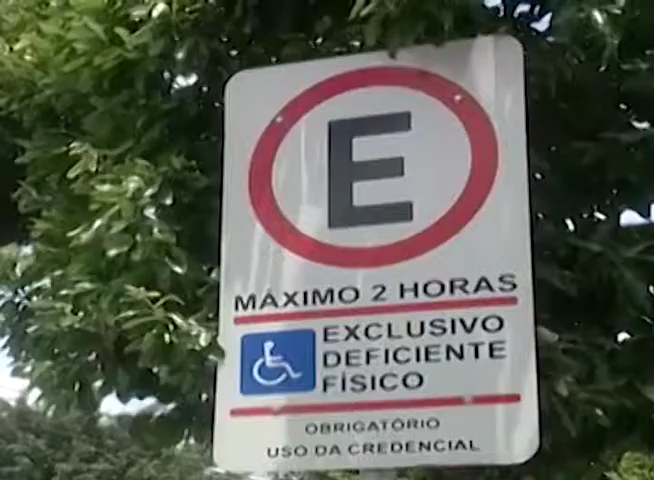 E
MÁXIMO 2 HORAS
EXCLUSIVO
DEFICIENTE
FÍSICO
OBRIGATÓRIO
USO DA CREDENCIAL